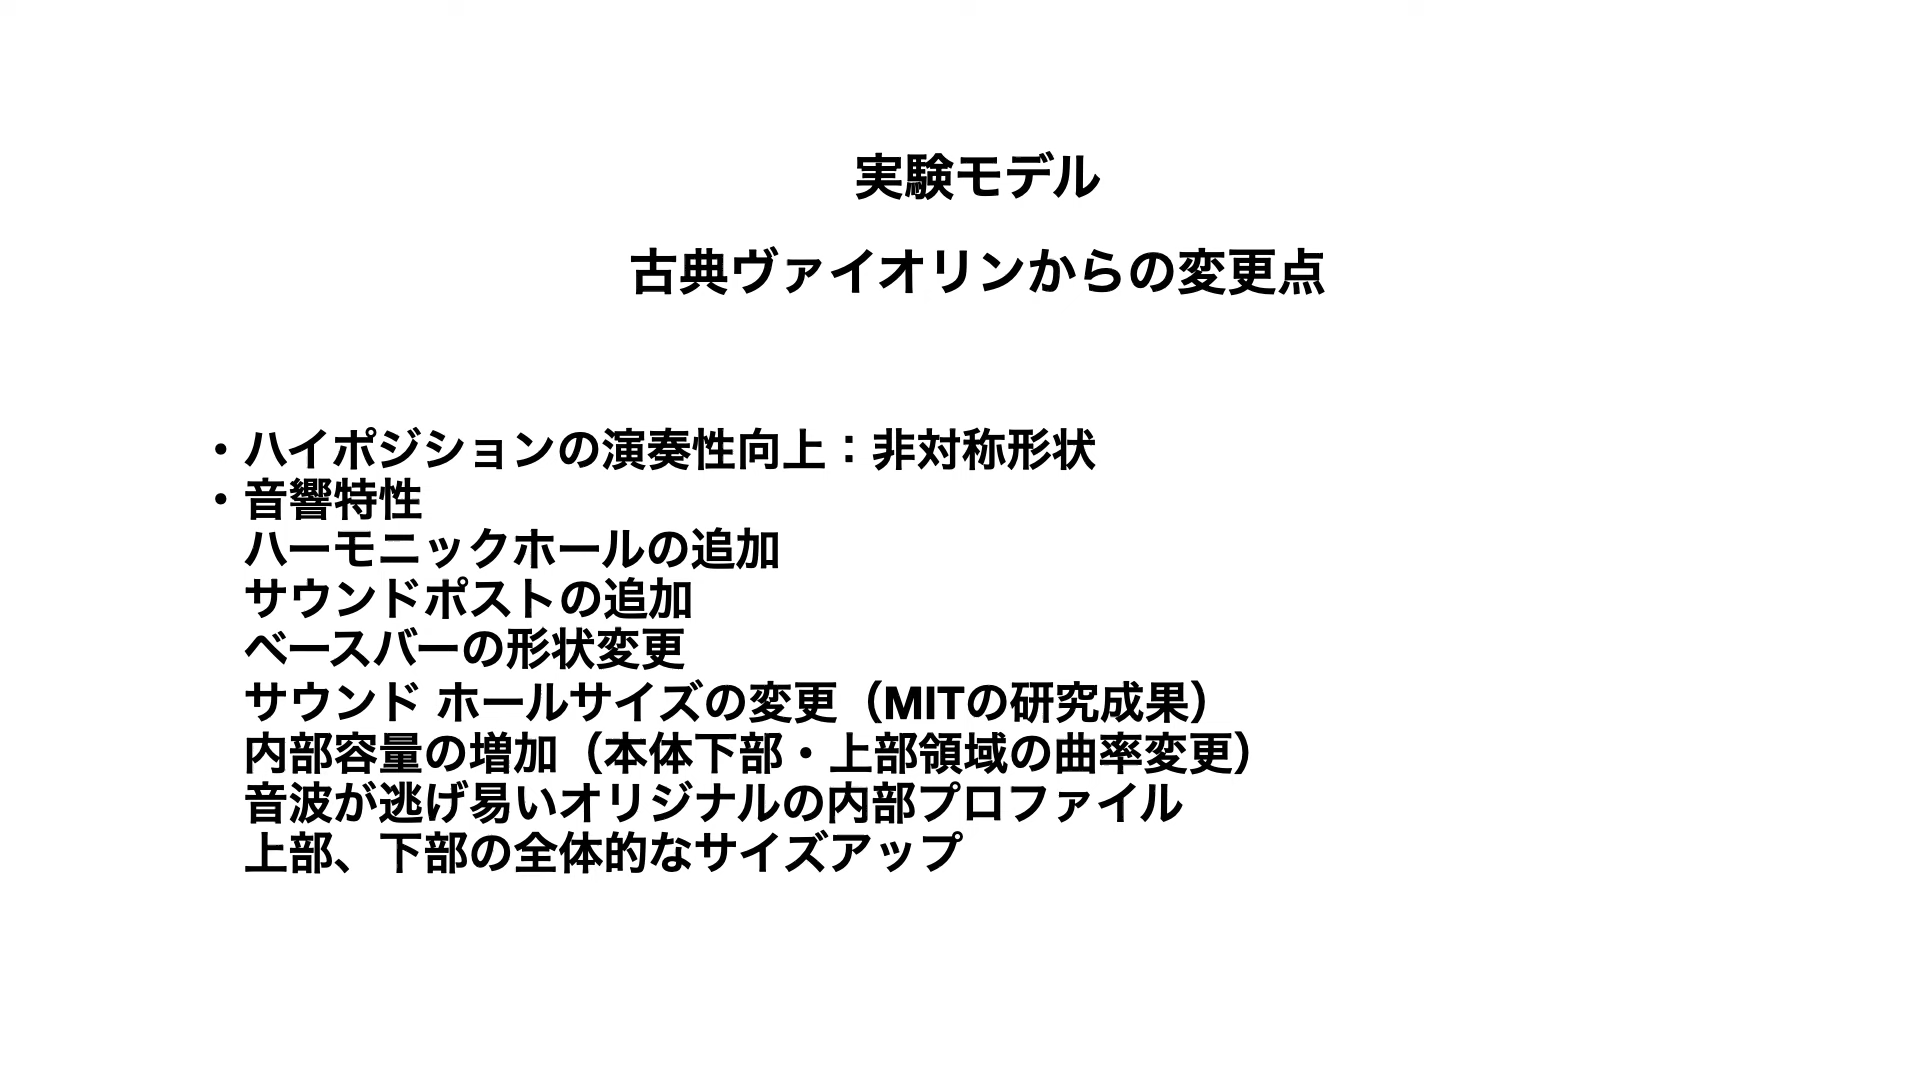 実験モデル
古典ヴァイオリンからの変更点
・ハイポジションの演奏性向上：非対称形状
・音響特性
ハーモニックホールの追加
サウンドポストの追加
ベースバーの形状変更
サウンド ホールサイズの変更（MITの研究成果）
内部容量の増加（本体下部・上部領域の曲率変更）
音波が逃げ易いオリジナルの内部プロファイル
上部、下部の全体的なサイズアップ